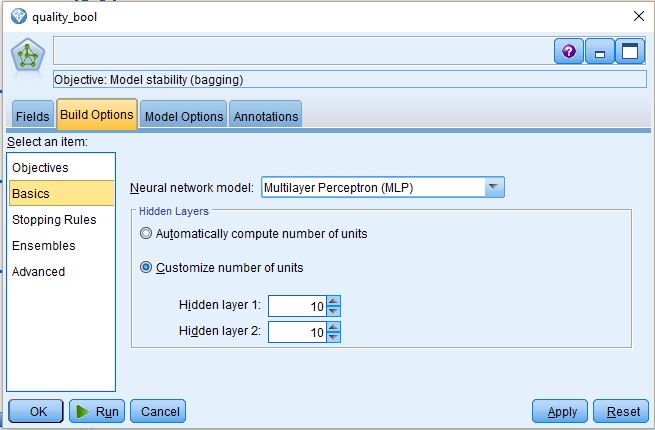 quality_bool
Objective: Model stability (bagging)
Fields Build Options Model Options Annotations
Select an item:
Objectives
Basics
Stopping Rules
Ensembles
Advanced
Neural network model: Multilayer Perceptron (MLP)
Hidden Layers
Automatically compute number of units
Customize number of units
Hidden layer 1: 10
Hidden layer 2: 10
OK Run Cancel Apply Reset